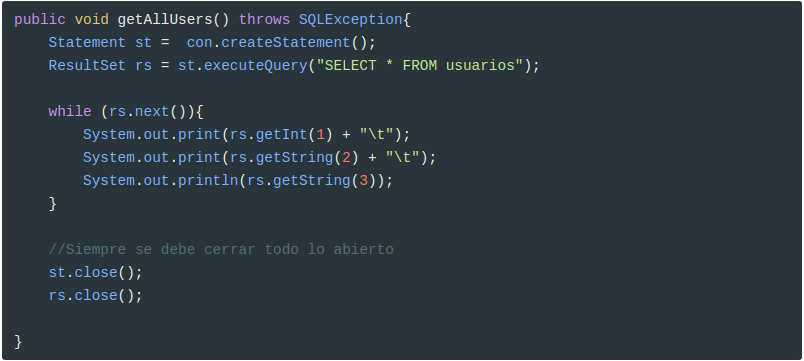 public void getAllUsers() throws SQLException{
    Statement st =  con.createStatement();
    ResultSet rs = st.executeQuery("SELECT * FROM usuarios");
    while (rs.next()){
        System.out.print(rs.getInt(1) + "\t");
        System.out.print(rs.getString(2) + "\t");
        System.out.println(rs.getString(3));
    }
    //Siempre se debe cerrar todo lo abierto
    st.close();
    rs.close();
}